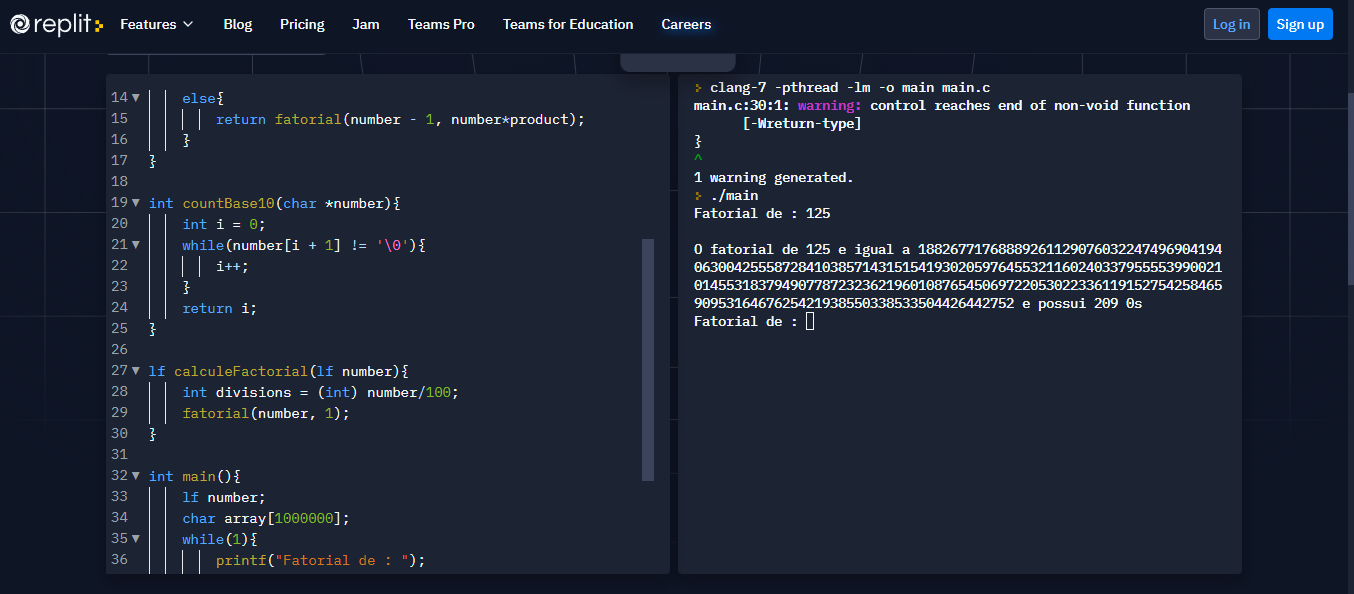 replit Features Blog Pricing Jam Teams Pro Teams for Education Careers Log in Sign up
14 else{
15 return fatorial(number - 1, number*product);
16 }
17 }
18
19 int countBase10(char *number){
20 int i = 0;
21 while(number[i + 1] != '\0'){
22 i++;
23 }
24 return i;
25 }
26
27 lf calculeFactorial(lf number){
28 int divisions = (int) number/100;
29 fatorial(number, 1);
30 }
31
32 int main(){
33 lf number;
34 char array[1000000];
35 while(1){
36 printf("Fatorial de : ");
clang-7 -pthread -lm -o main main.c
main.c:30:1: warning: control reaches end of non-void function
[-Wreturn-type]
}
^
1 warning generated.
./main
Fatorial de : 125
O fatorial de 125 e igual a 18826771768889261129076032247496904194
063004255587284103857143151541930205976455321160240337955553990021
014553183794907787232362196010876545069722053022336119152754258465
9095316467625421938550338533504426442752 e possui 209 0s
Fatorial de :